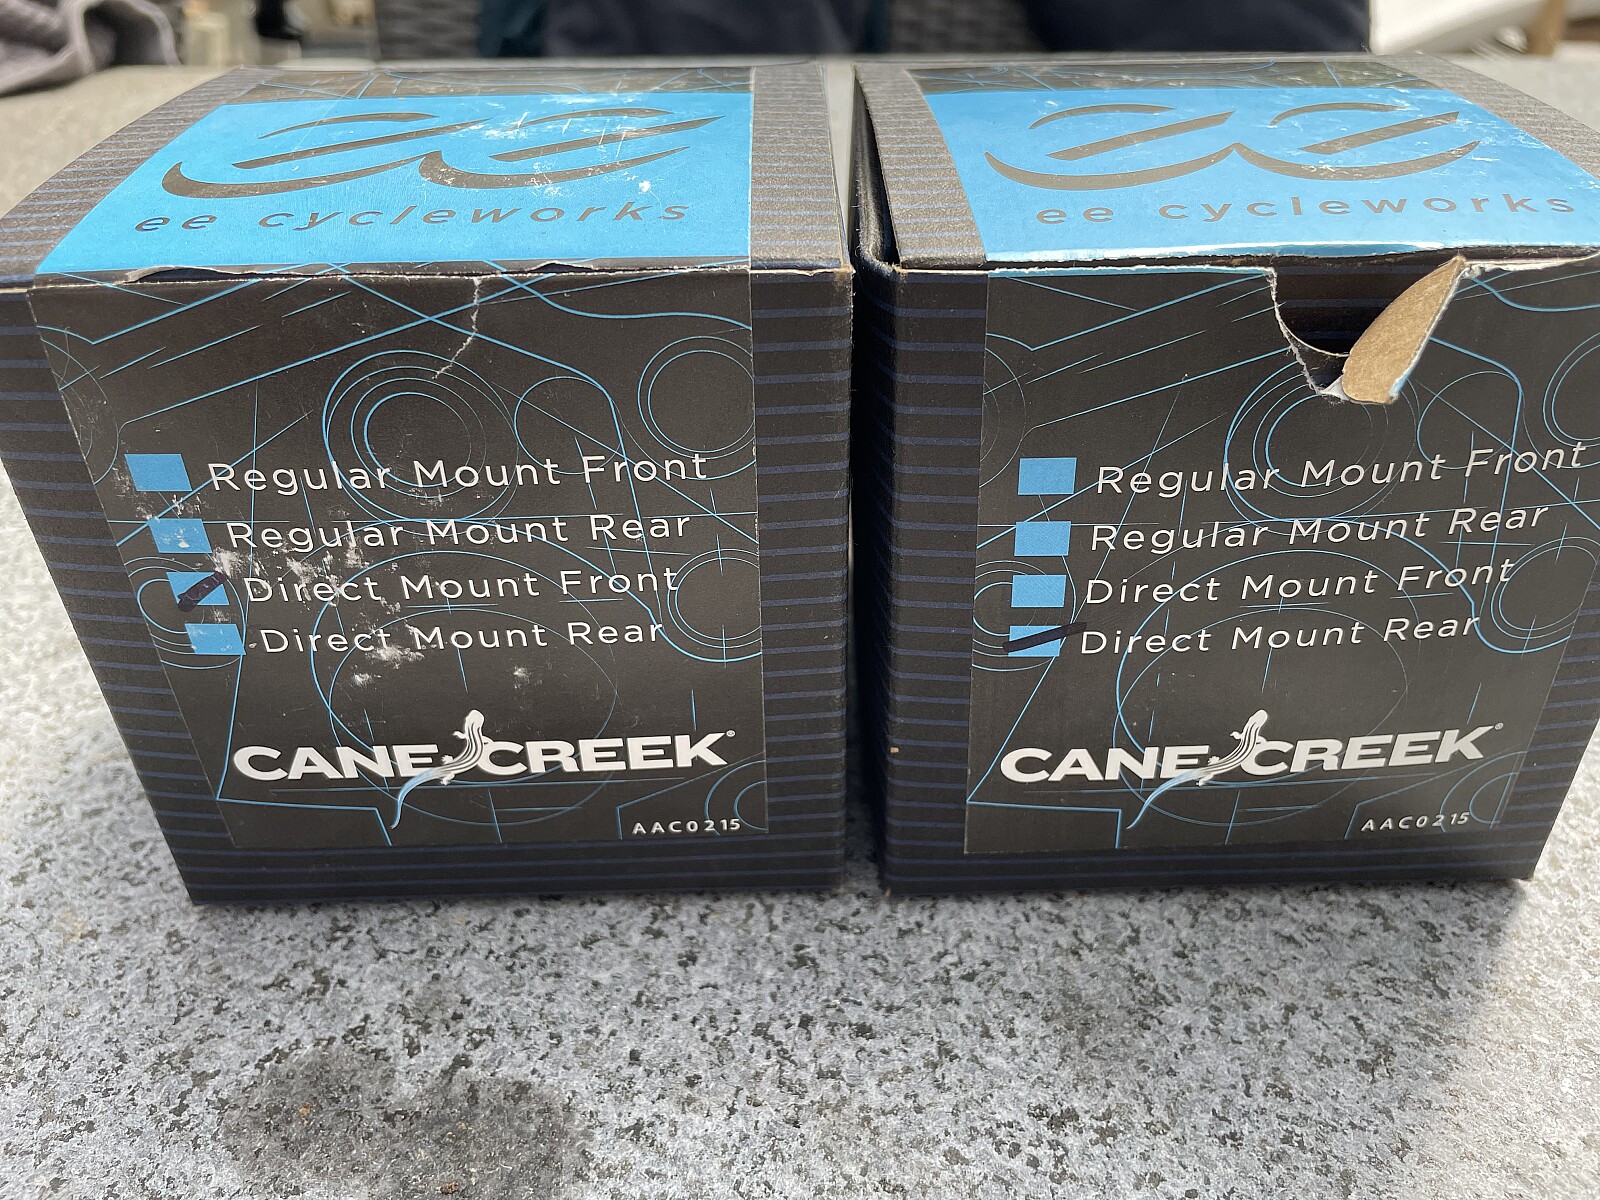 ee cycleworks
Regular Mount Front
Regular Mount Rear
Direct Mount Front
Direct Mount Rear
CANE CREEK®
AAC0215
ee cycleworks
Regular Mount Front
Regular Mount Rear
Direct Mount Front
Direct Mount Rear
CANE CREEK®
AAC0215